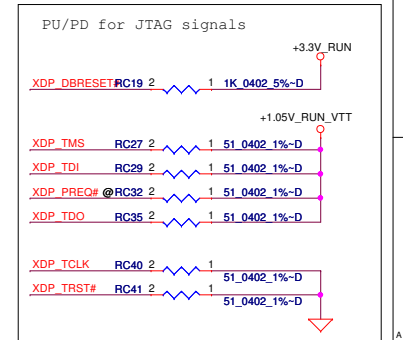 PU/PD for JTAG signals
+3.3V_RUN
XDP_DBRESET# RC19 2 1 1K_0402_5%~D
+1.05V_RUN_VTT
XDP_TMS RC27 2 1 51_0402_1%~D
XDP_TDI RC29 2 1 51_0402_1%~D
XDP_PREQ# @RC32 2 1 51_0402_1%~D
XDP_TDO RC35 2 1 51_0402_1%~D
XDP_TCLK RC40 2 1
51_0402_1%~D
XDP_TRST# RC41 2 1
51_0402_1%~D
A